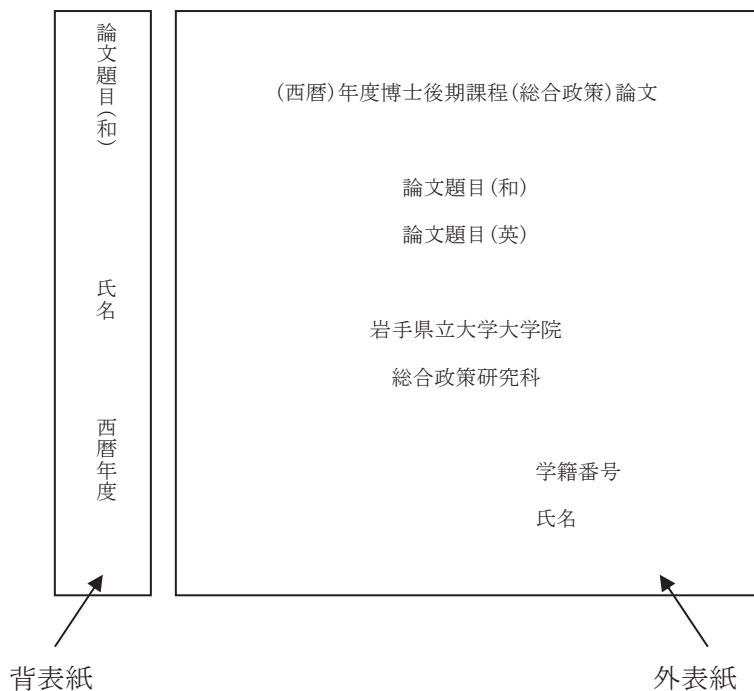 論文題目(和)
氏名
西暦年度
(西暦)年度博士後期課程(総合政策)論文
論文題目(和)
論文題目(英)
岩手県立大学大学院
総合政策研究科
学籍番号
氏名
背表紙
外表紙